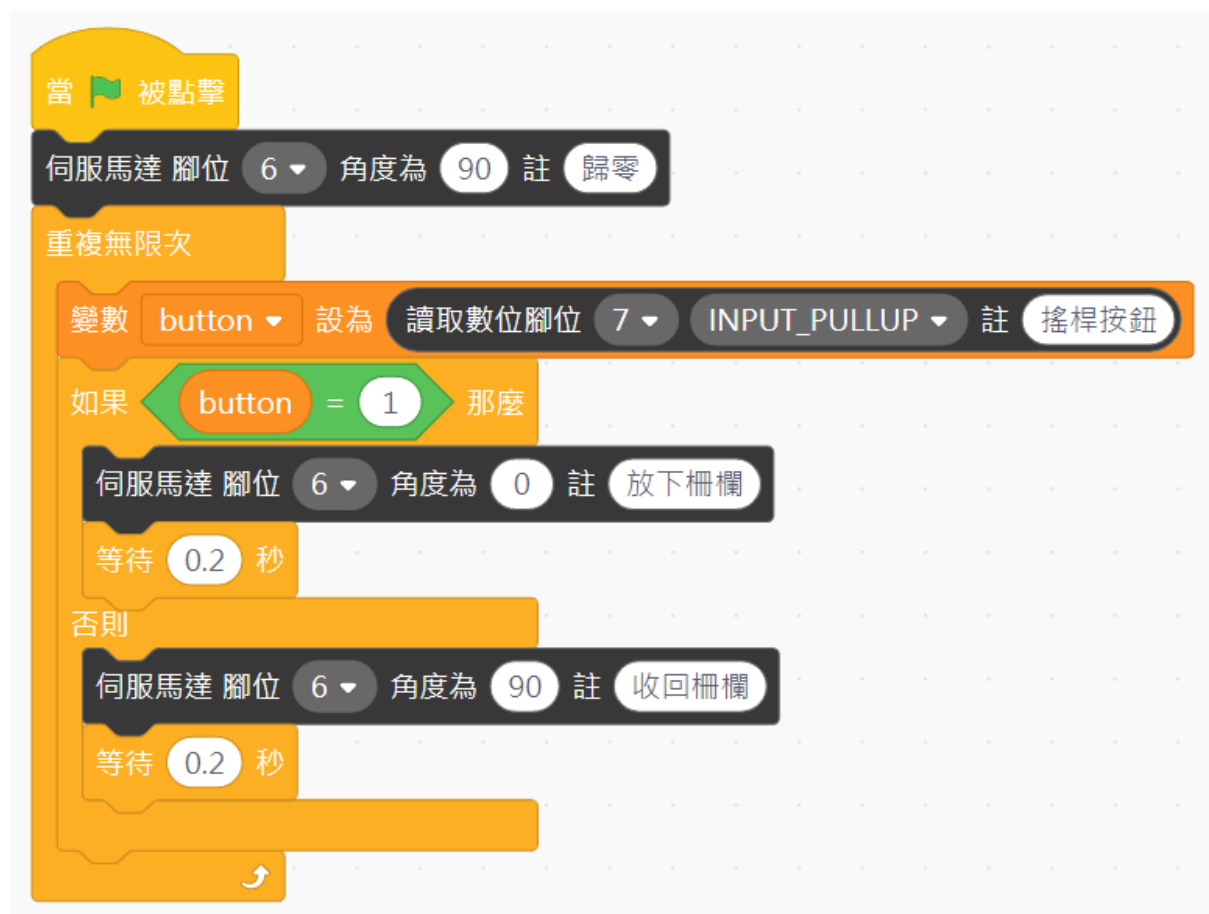 當 被點擊
伺服馬達 腳位 6 角度為 90 註 歸零
重複無限次
變數 button 設為 讀取數位腳位 7 INPUT_PULLUP 註 搖桿按鈕
如果 button = 1 那麼
伺服馬達 腳位 6 角度為 0 註 放下柵欄
等待 0.2 秒
否則
伺服馬達 腳位 6 角度為 90 註 收回柵欄
等待 0.2 秒